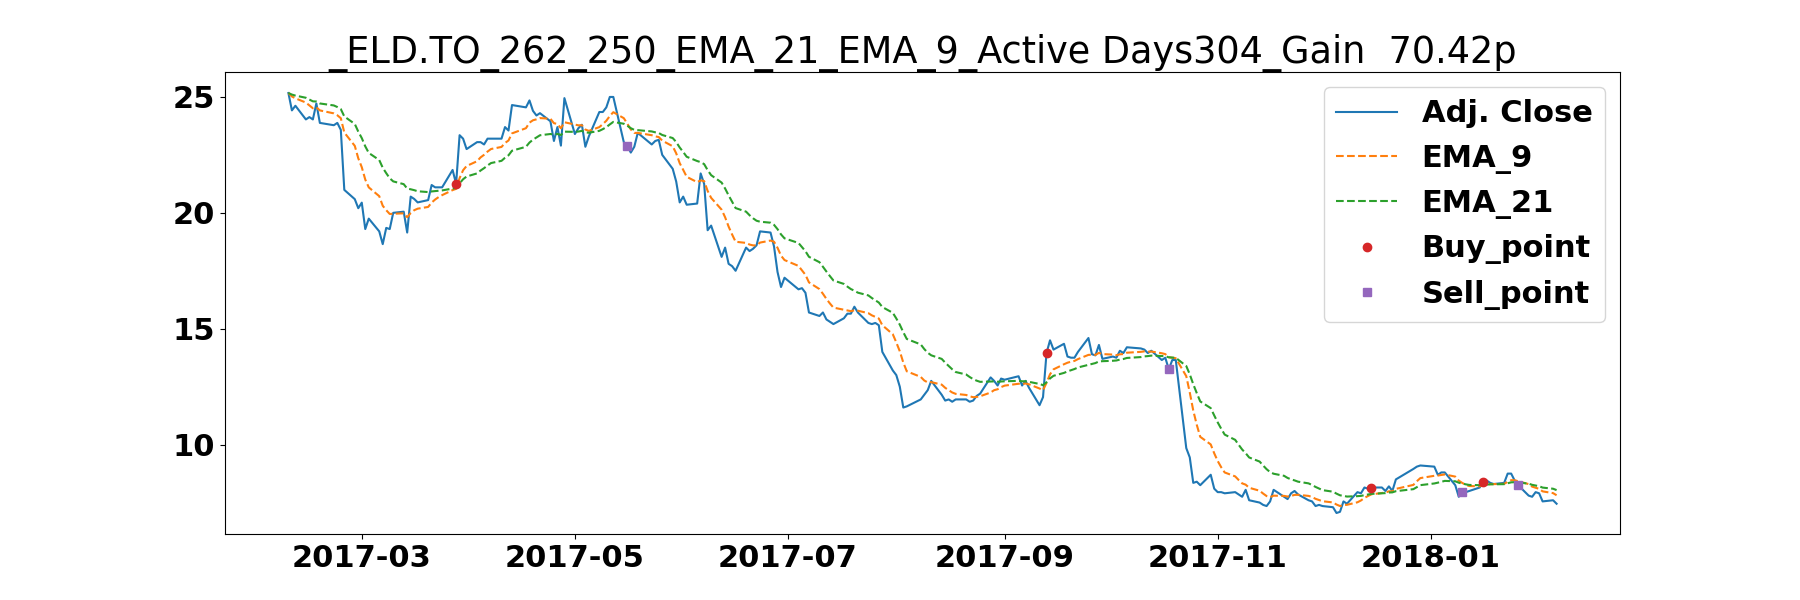 _ELD.TO_262_250_EMA_21_EMA_9_Active Days304_Gain  70.42p
25
20
15
10
2017-03 2017-05 2017-07 2017-09 2017-11 2018-01
Adj. Close
EMA_9
EMA_21
Buy_point
Sell_point